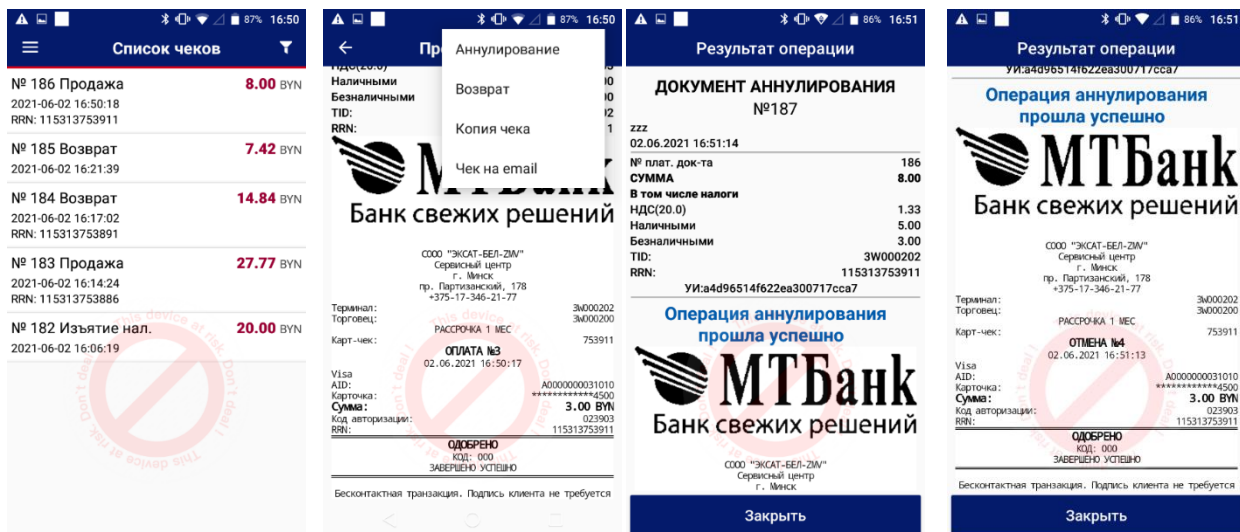 87% 16:50
Список чеков
№ 186 Продажа 8.00 BYN
2021-06-02 16:50:18
RRN: 115313753911
№ 185 Возврат 7.42 BYN
2021-06-02 16:21:39
№ 184 Возврат 14.84 BYN
2021-06-02 16:17:02
RRN: 115313753891
№ 183 Продажа 27.77 BYN
2021-06-02 16:14:24
RRN: 115313753886
№ 182 Изъятие нал. 20.00 BYN
2021-06-02 16:06:19
This device at risk. Don't deal!
87% 16:50
Аннулирование
Возврат
Копия чека
Чек на email
Наличными
Безналичными
TID:
RRN:
МТБанк
Банк свежих решений
СООО "ЭКСАТ-БЕЛ-ZMV"
Сервисный центр
г. Минск
пр. Партизанский, 178
+375-17-346-21-77
Терминал: 3W000202
Торговец: 3W000200
РАССРОЧКА 1 МЕС
Карт-чек: 753911
ОПЛАТА №3
02.06.2021 16:50:17
Visa
AID: A0000000031010
Карточка: ************4500
Сумма: 3.00 BYN
Код авторизации: 023903
RRN: 115313753911
ОДОБРЕНО
КОД: 000
ЗАВЕРШЕНО УСПЕШНО
Бесконтактная транзакция. Подпись клиента не требуется
86% 16:51
Результат операции
ДОКУМЕНТ АННУЛИРОВАНИЯ
№187
zzz
02.06.2021 16:51:14
№ плат. док-та 186
СУММА 8.00
В том числе налоги
НДС(20.0) 1.33
Наличными 5.00
Безналичными 3.00
TID: 3W000202
RRN: 115313753911
УИ:a4d96514f622ea300717cca7
Операция аннулирования
прошла успешно
МТБанк
Банк свежих решений
СООО "ЭКСАТ-БЕЛ-ZMV"
Сервисный центр
г. Минск
Закрыть
86% 16:51
Результат операции
УИ:a4d96514f622ea300717cca7
Операция аннулирования
прошла успешно
МТБанк
Банк свежих решений
СООО "ЭКСАТ-БЕЛ-ZMV"
Сервисный центр
г. Минск
пр. Партизанский, 178
+375-17-346-21-77
Терминал: 3W000202
Торговец: 3W000200
РАССРОЧКА 1 МЕС
Карт-чек: 753911
ОТМЕНА №4
02.06.2021 16:51:13
Visa
AID: A0000000031010
Карточка: ************4500
Сумма: 3.00 BYN
Код авторизации: 023903
RRN: 115313753911
ОДОБРЕНО
КОД: 000
ЗАВЕРШЕНО УСПЕШНО
Бесконтактная транзакция. Подпись клиента не требуется
Закрыть